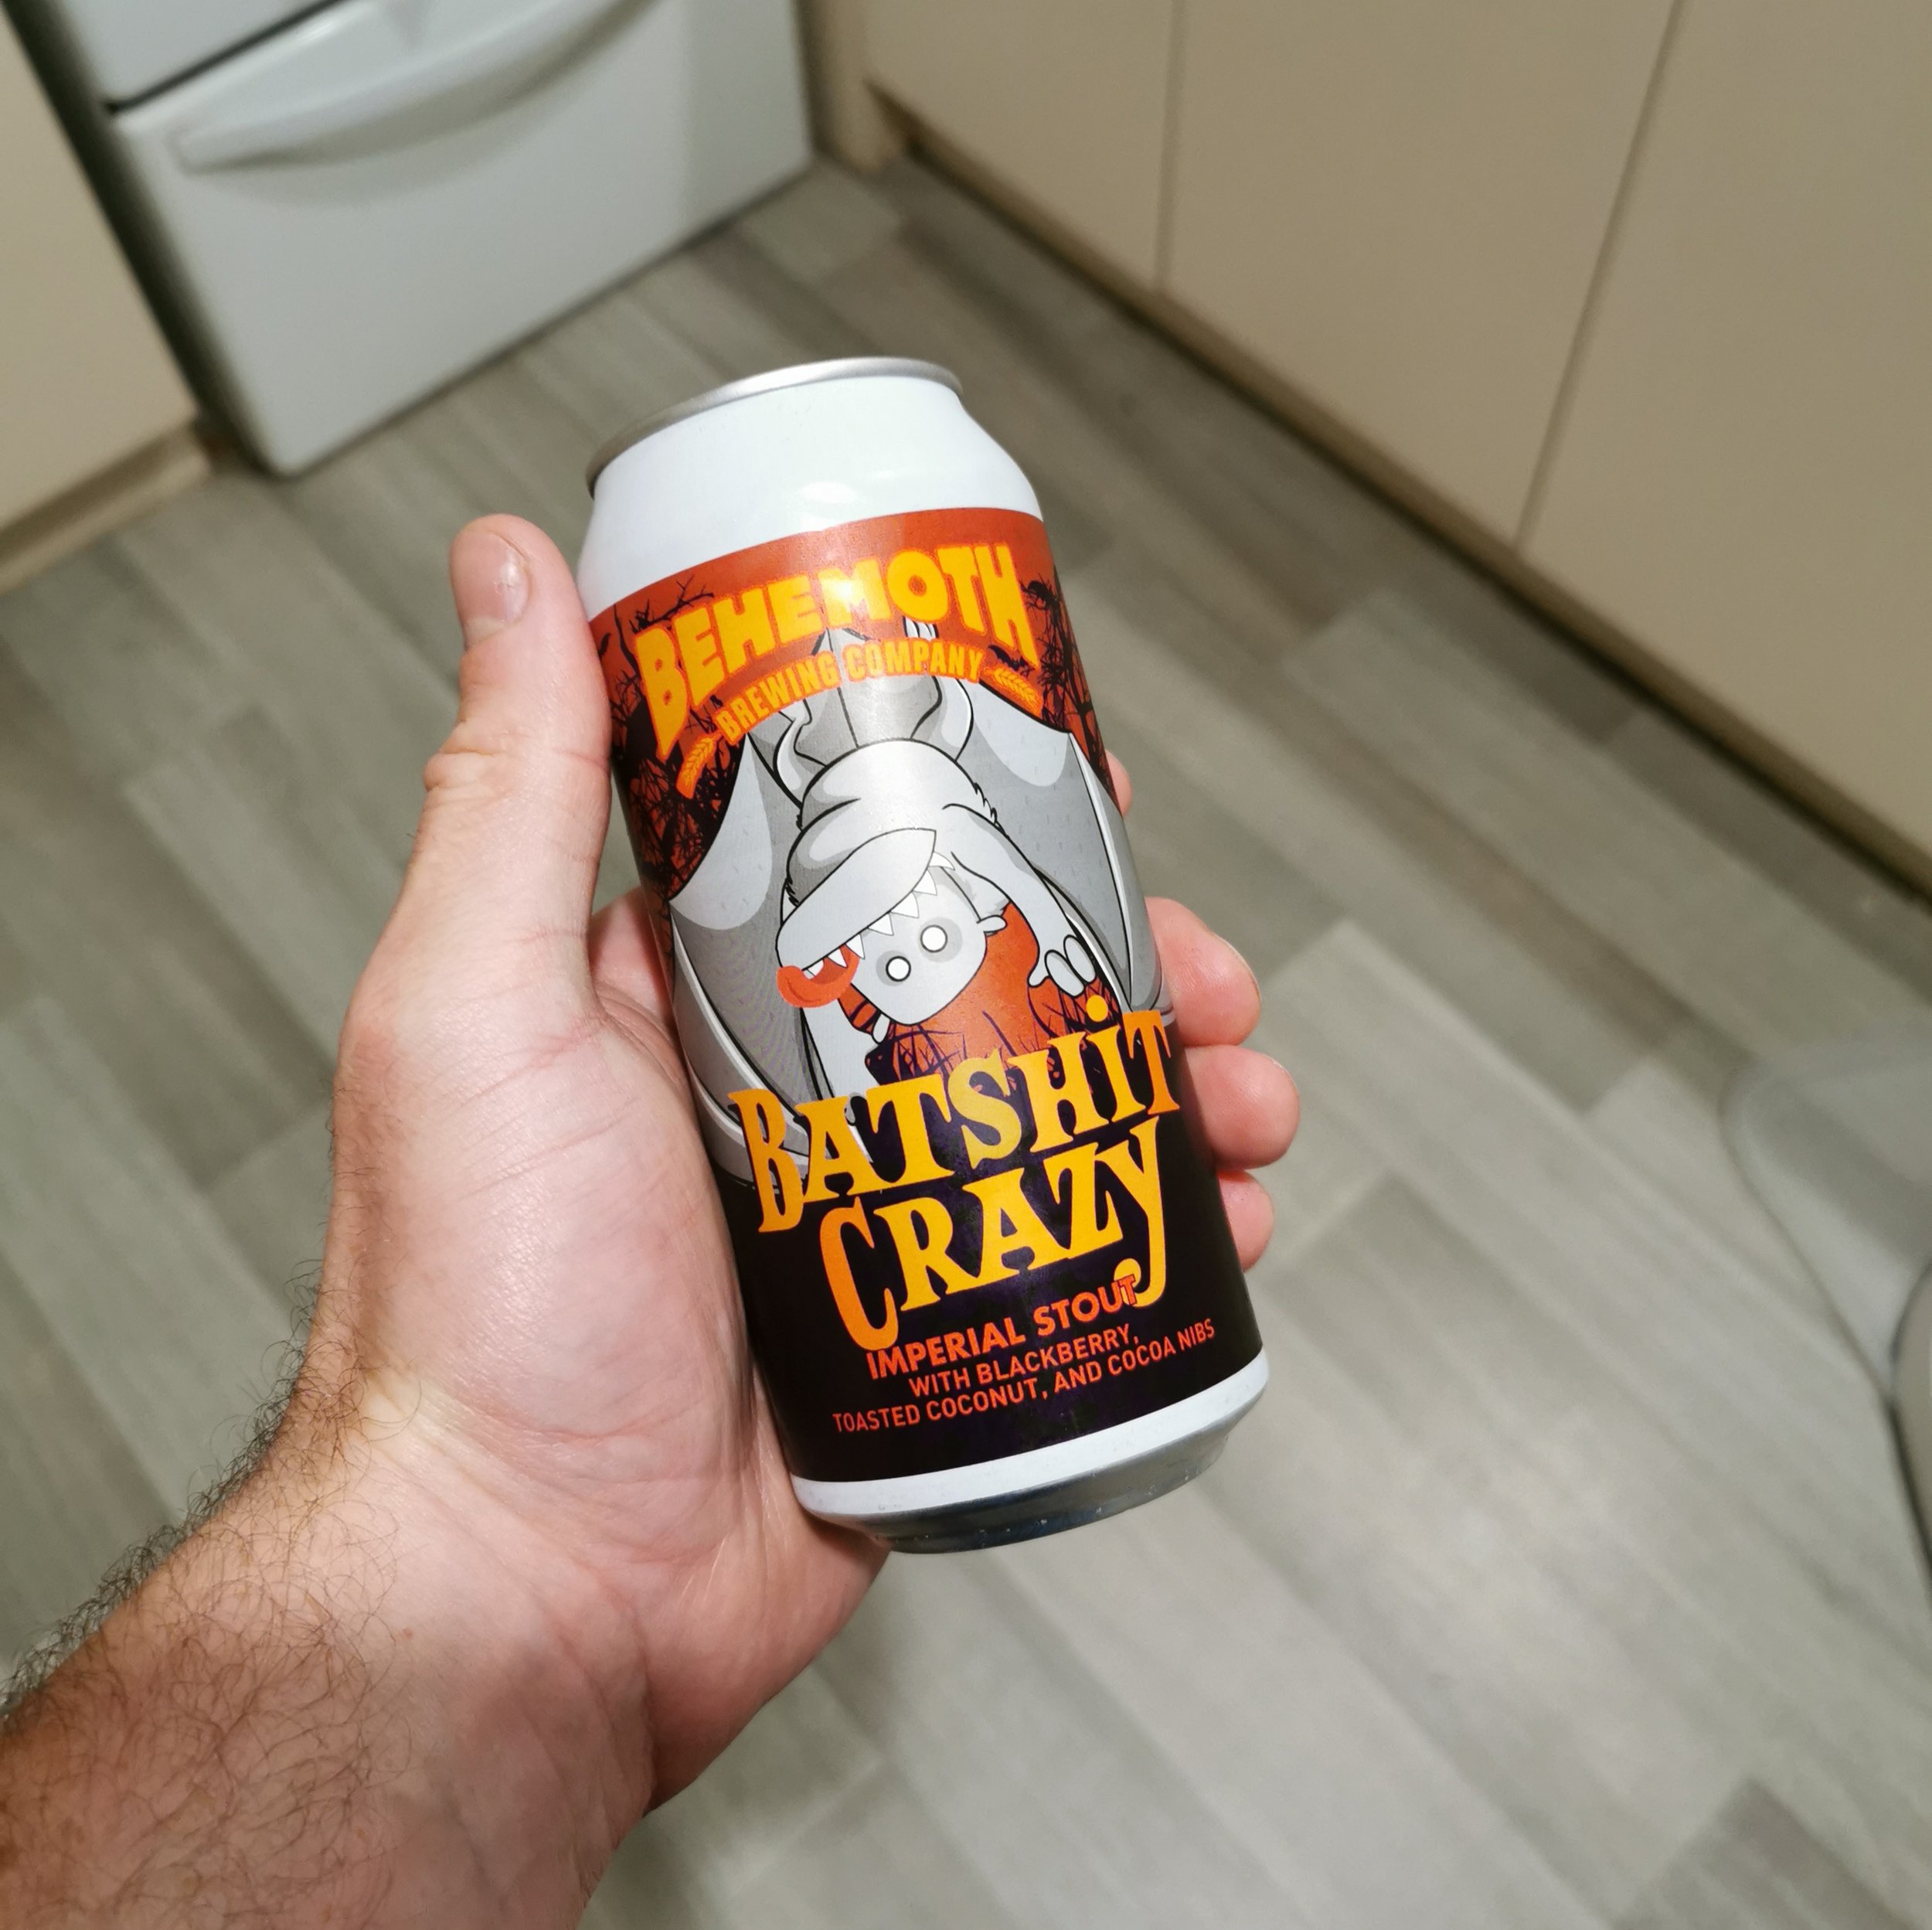 BEHEMOTH
BREWING COMPANY
BATSHiT
CRAZy
IMPERIAL STOUT
WITH BLACKBERRY,
TOASTED COCONUT, AND COCOA NIBS